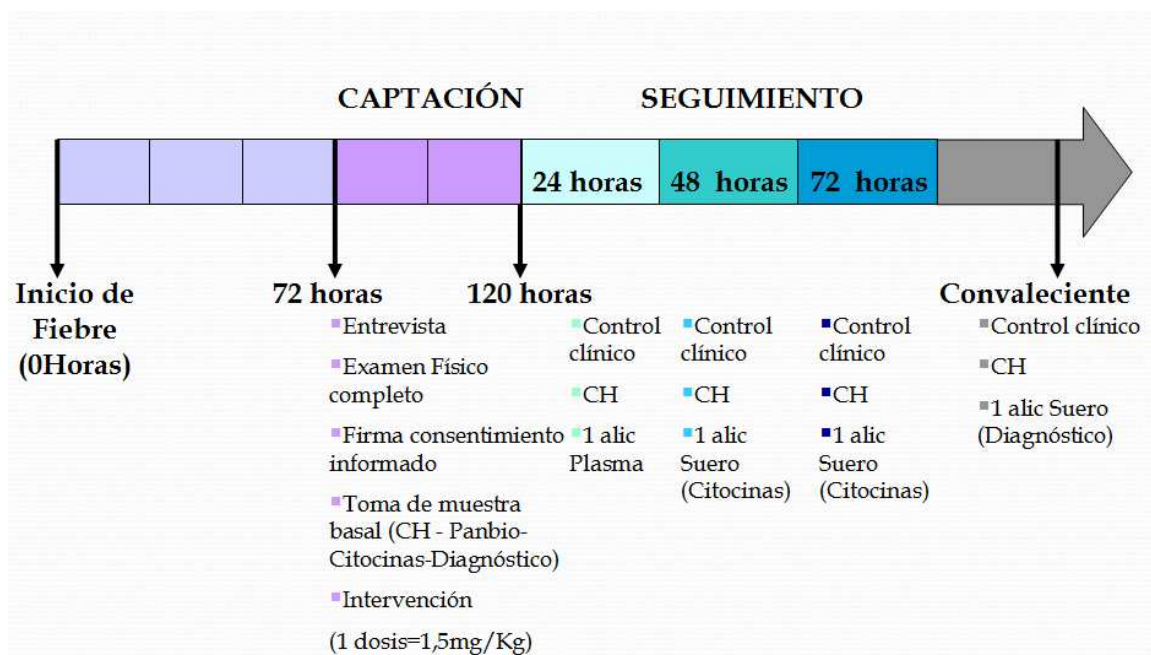 CAPTACIÓN
SEGUIMIENTO
24 horas
48 horas
72 horas
Inicio de
Fiebre
(0Horas)
72 horas
120 horas
Convaleciente
Entrevista
Examen Físico
completo
Firma consentimiento
informado
Toma de muestra
basal (CH - Panbio-
Citocinas-Diagnóstico)
Intervención
(1 dosis=1,5mg/Kg)
Control
clínico
CH
1 alic
Plasma
Control
clínico
CH
1 alic
Suero
(Citocinas)
Control
clínico
CH
1 alic
Suero
(Citocinas)
Control clínico
CH
1 alic Suero
(Diagnóstico)